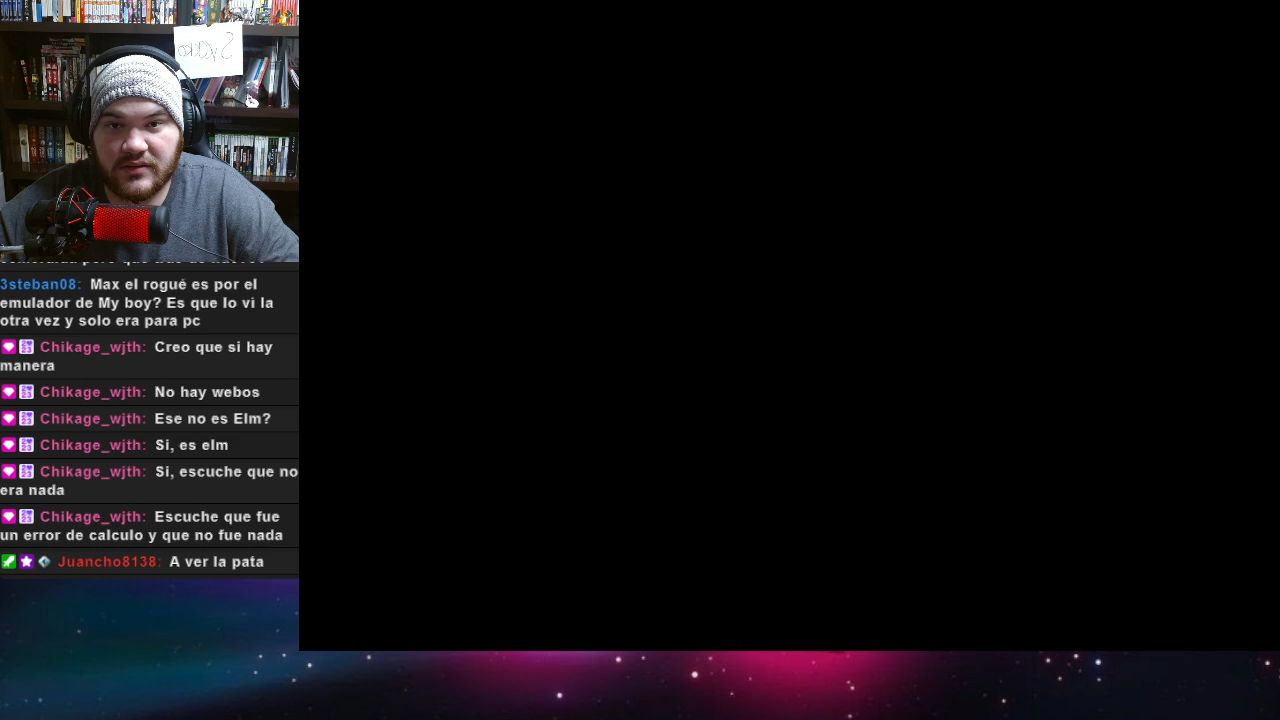 3steban08: Max el rogué es por el
emulador de My boy? Es que lo vi la
otra vez y solo era para pc
Chikage_wjth: Creo que si hay
manera
Chikage_wjth: No hay webos
Chikage_wjth: Ese no es Elm?
Chikage_wjth: Si, es elm
Chikage_wjth: Si, escuche que no
era nada
Chikage_wjth: Escuche que fue
un error de calculo y que no fue nada
Juancho8138: A ver la pata